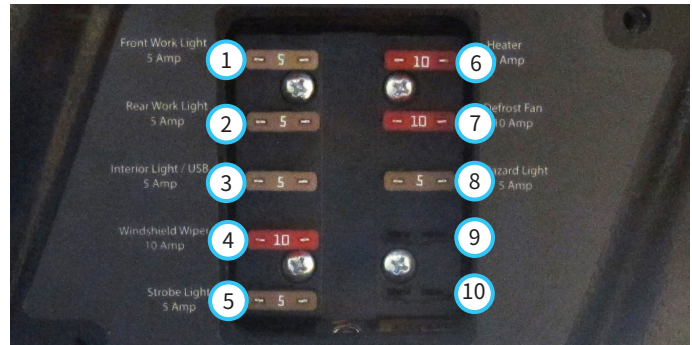 Front Work Light
5 Amp
1
5
Rear Work Light
5 Amp
2
5
Interior Light / USB
5 Amp
3
5
Windshield Wiper
10 Amp
4
10
Strobe Light
5 Amp
5
5
10
6
Heater
Amp
10
7
Defrost Fan
10 Amp
5
8
Hazard Light
5 Amp
9
10